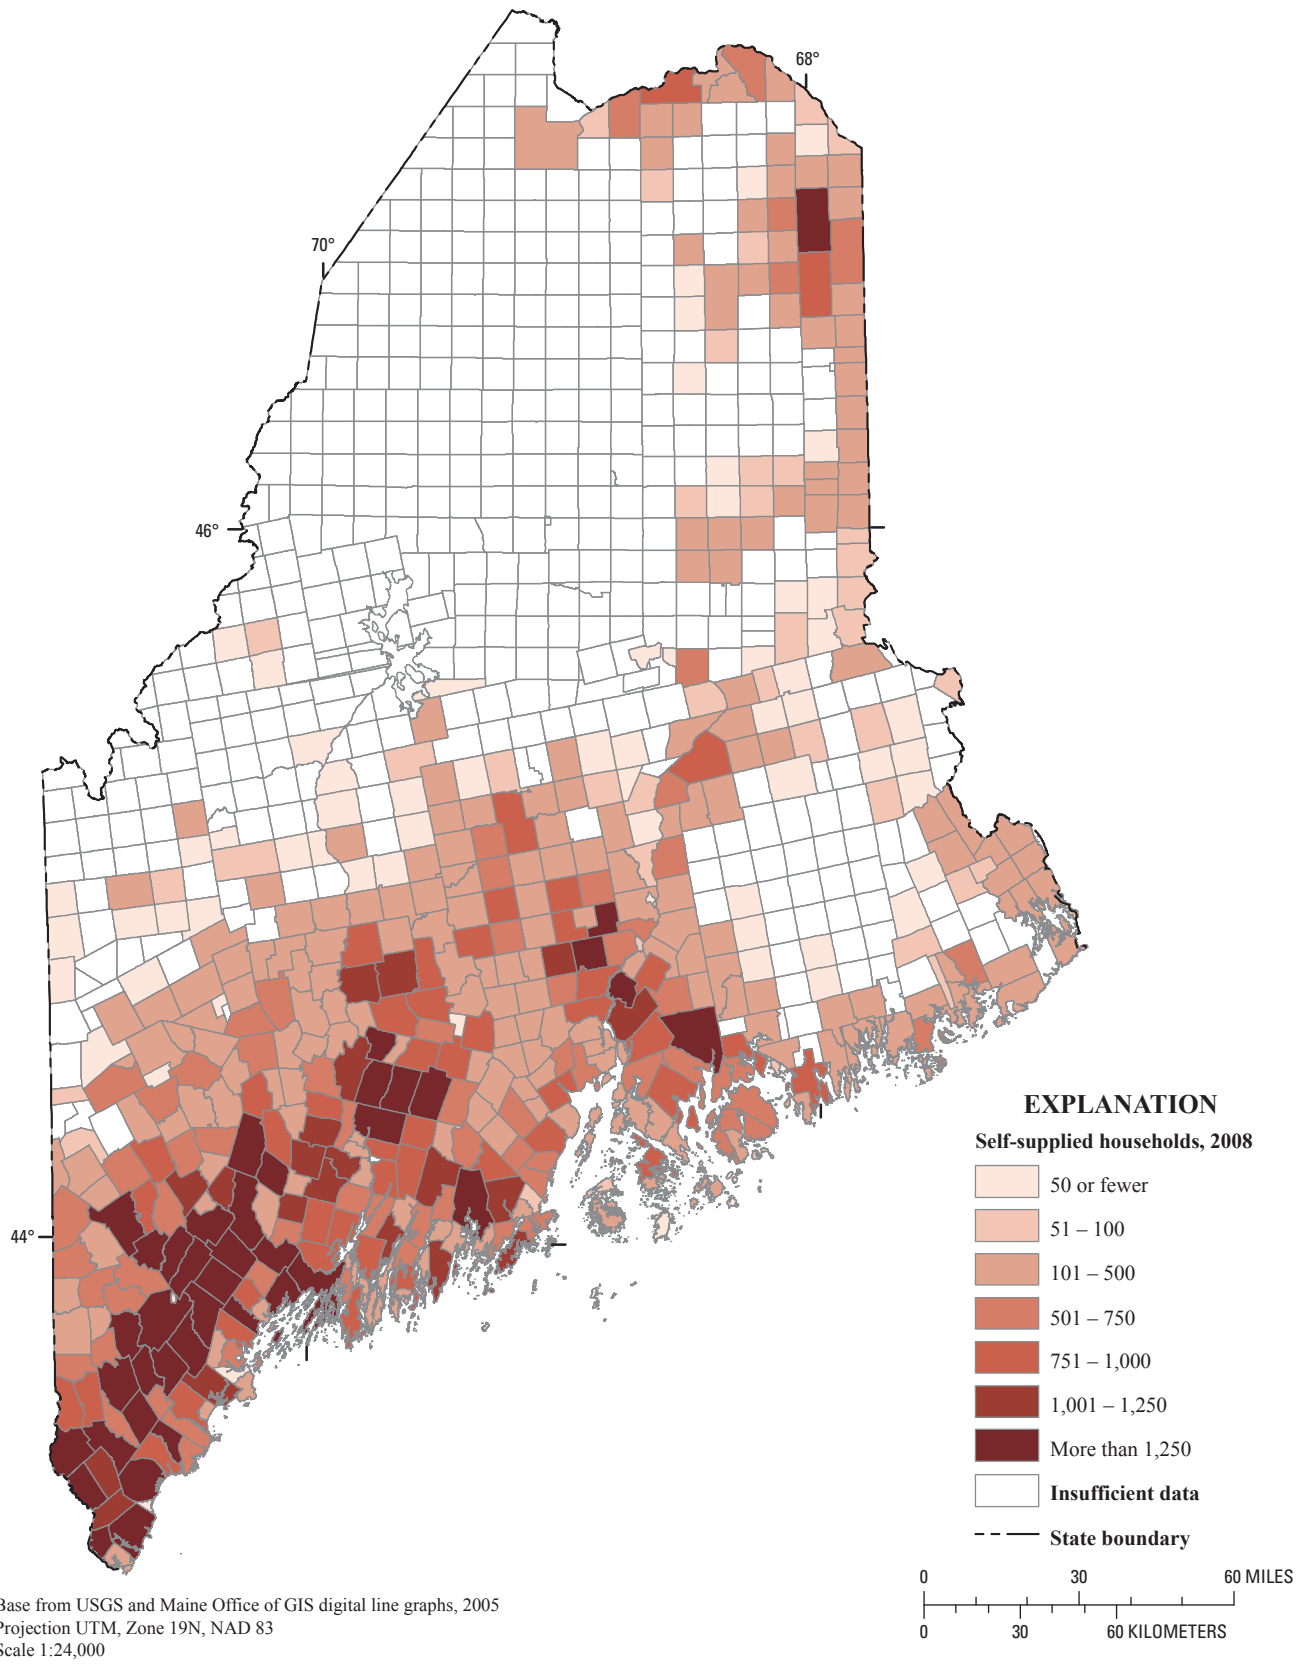 68°
70°
46°
44°
EXPLANATION
Self-supplied households, 2008
50 or fewer
51 – 100
101 – 500
501 – 750
751 – 1,000
1,001 – 1,250
More than 1,250
Insufficient data
State boundary
0 30 60 MILES
0 30 60 KILOMETERS
Base from USGS and Maine Office of GIS digital line graphs, 2005
Projection UTM, Zone 19N, NAD 83
Scale 1:24,000